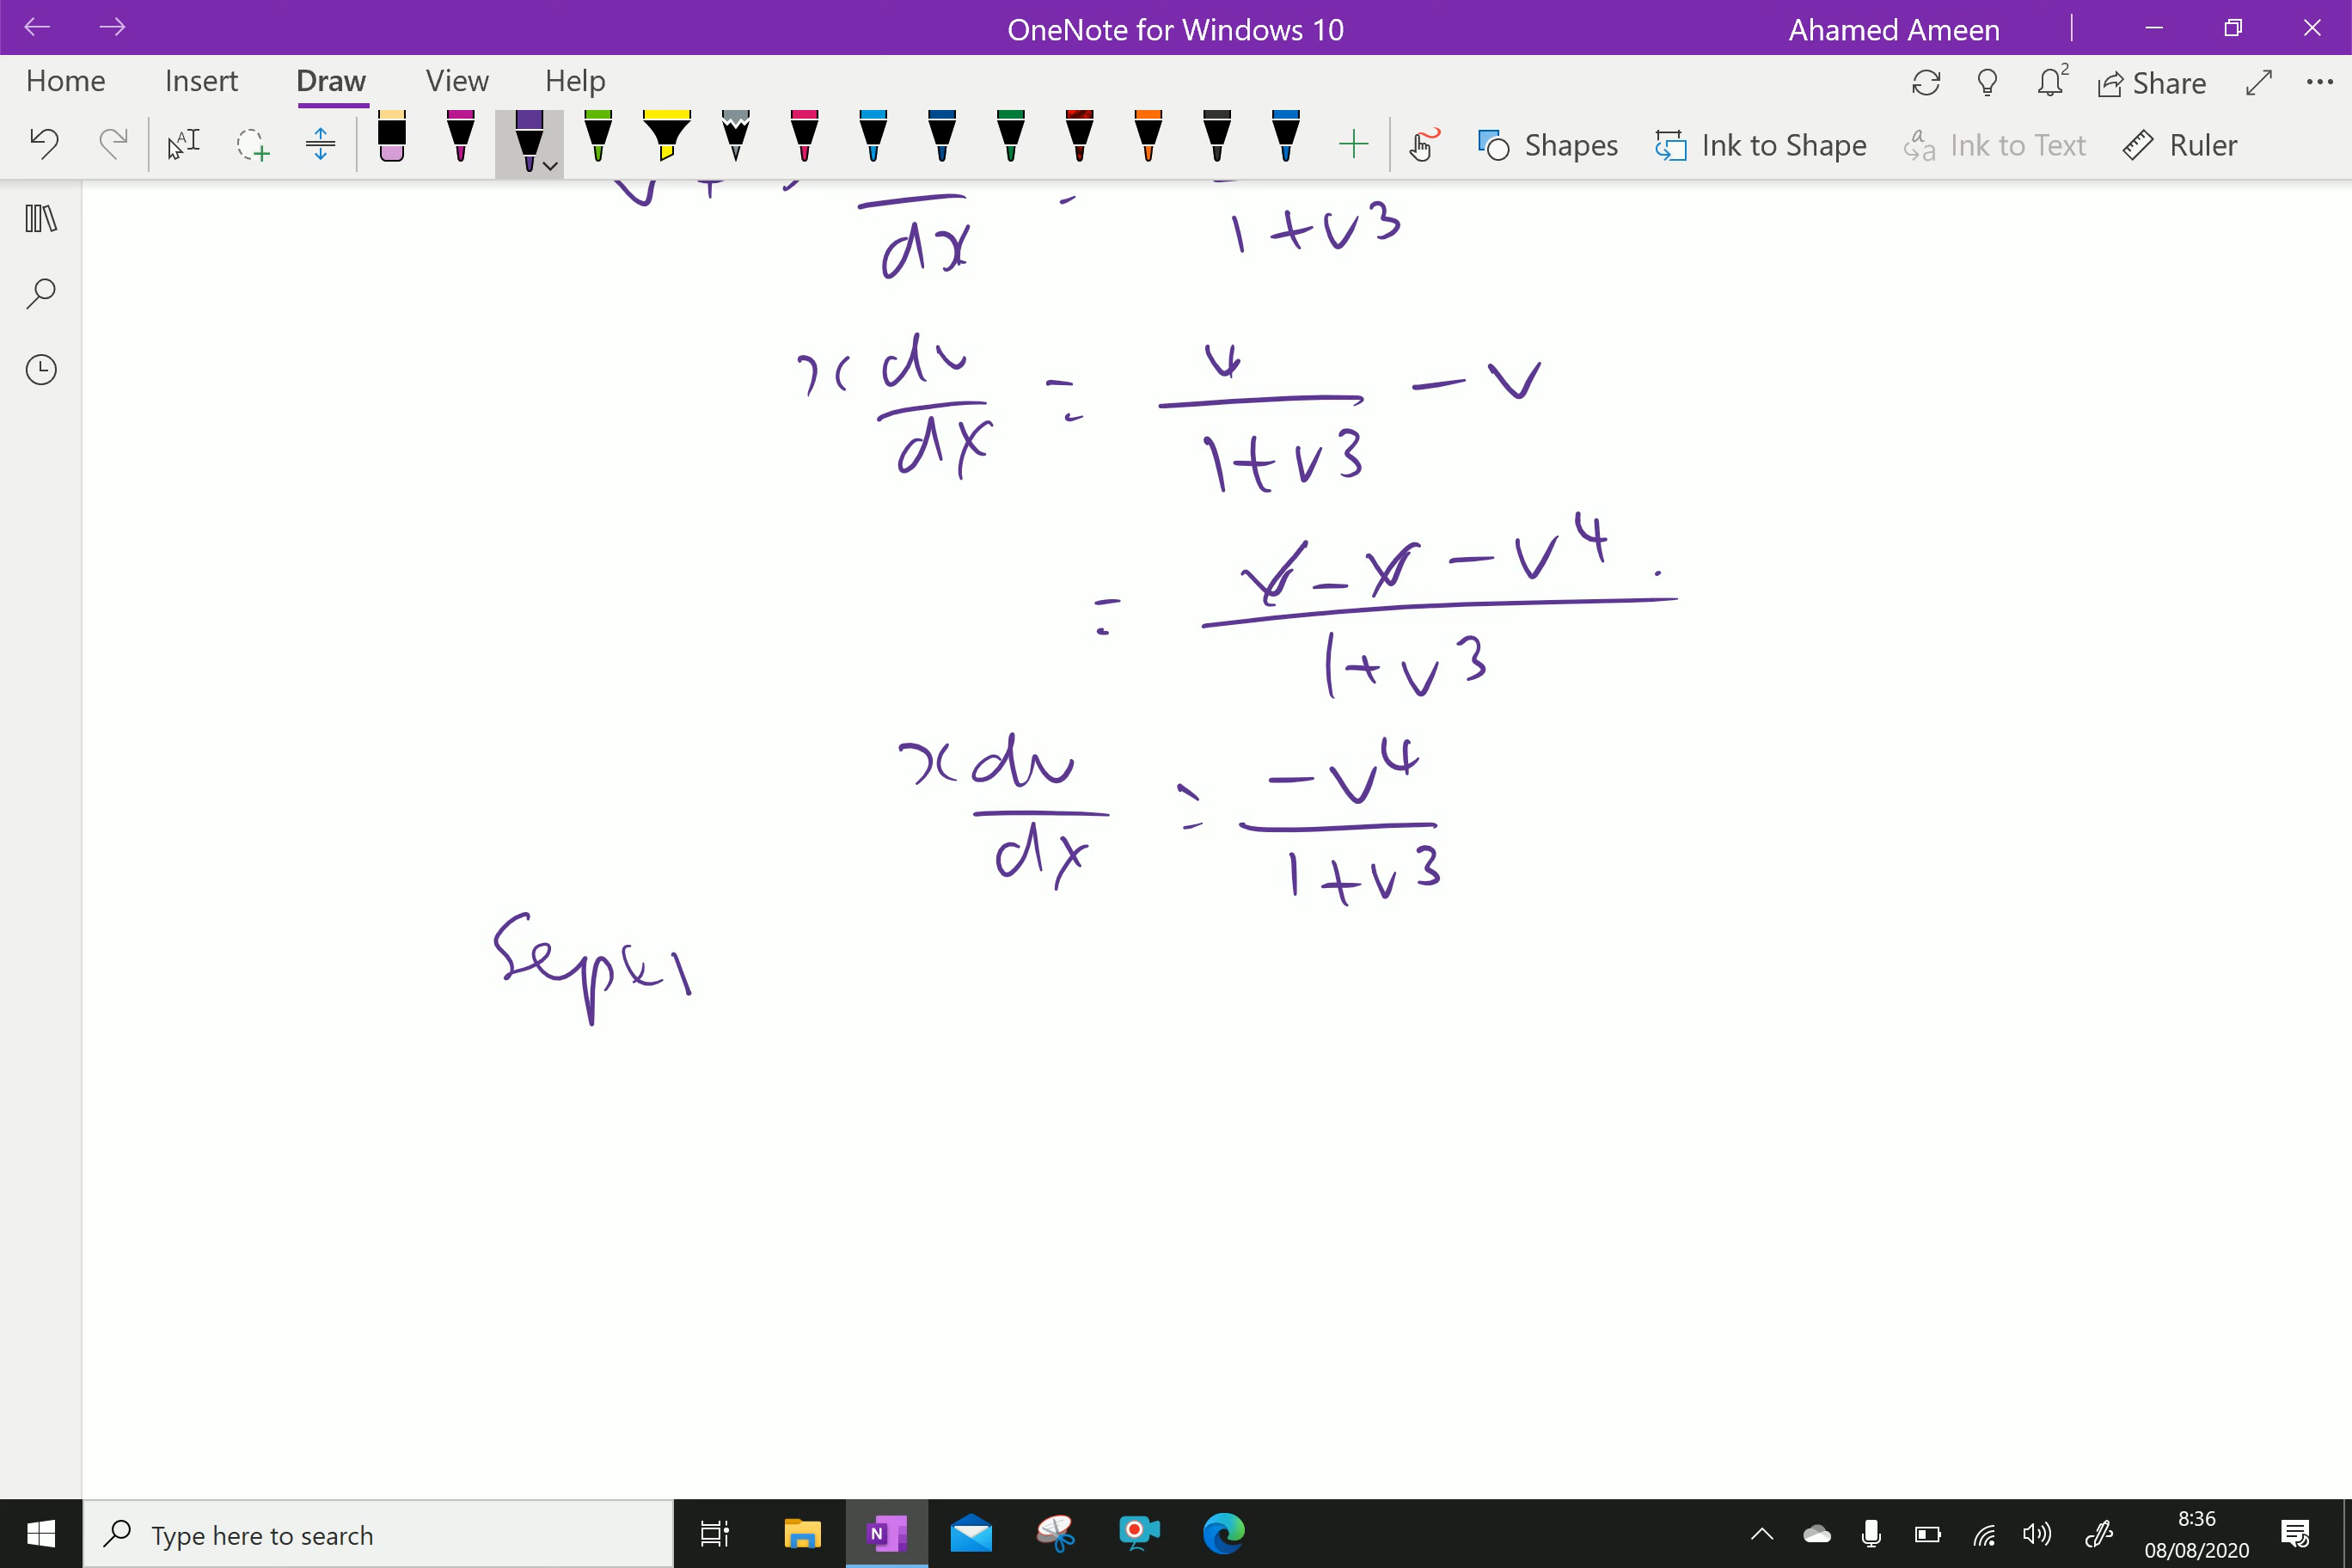 OneNote for Windows 10 Ahamed Ameen
Home Insert Draw View Help 2 Share
Shapes Ink to Shape Ink to Text Ruler
v +
dx = 1+v3
x dv/dx = v/1+v3 − v
= v − v − v4 . / 1+v3
x dv/dx = −v4/1+v3
Type here to search
8:36
08/08/2020